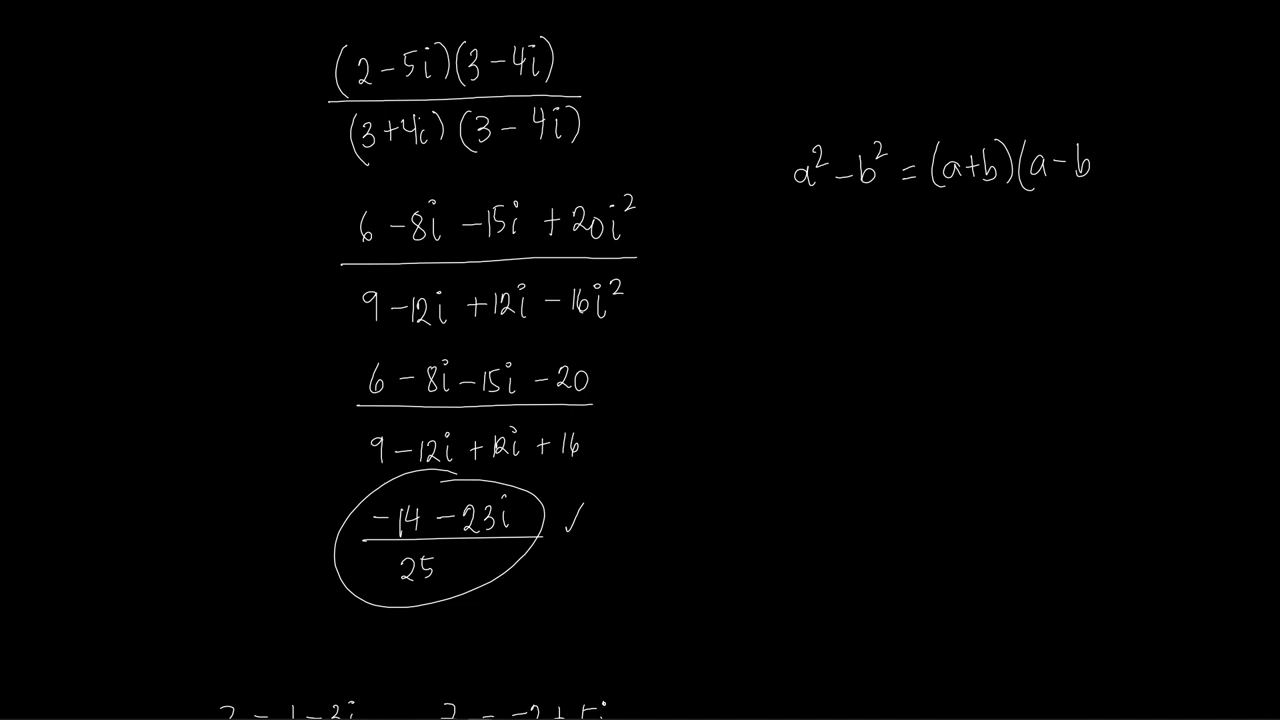 (2-5i)(3-4i)
(3+4i)(3-4i)
a²-b²=(a+b)(a-b
6-8i-15i+20i²
9-12i+12i-16i²
6-8i-15i-20
9-12i+12i+16
-14-23i ✓
25